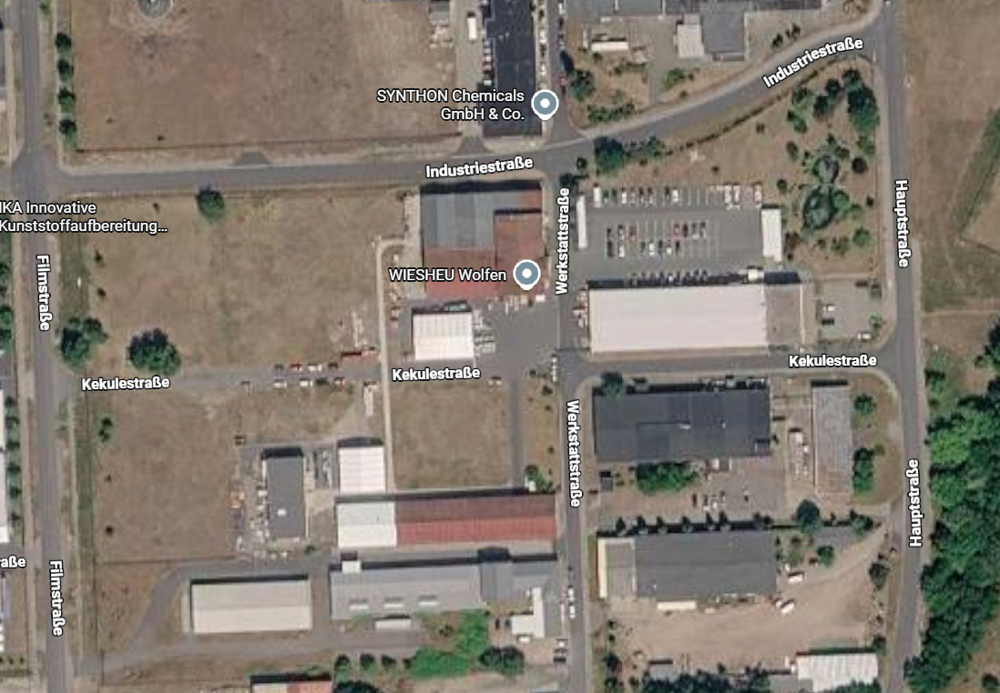 Industriestraße
SYNTHON Chemicals
GmbH & Co.
Industriestraße
IKA Innovative
Kunststoffaufbereitung...
Werkstattstraße
Hauptstraße
Filmstraße
WIESHEU Wolfen
Kekulestraße
Kekulestraße
Kekulestraße
Werkstattstraße
Hauptstraße
aße
Filmstraße